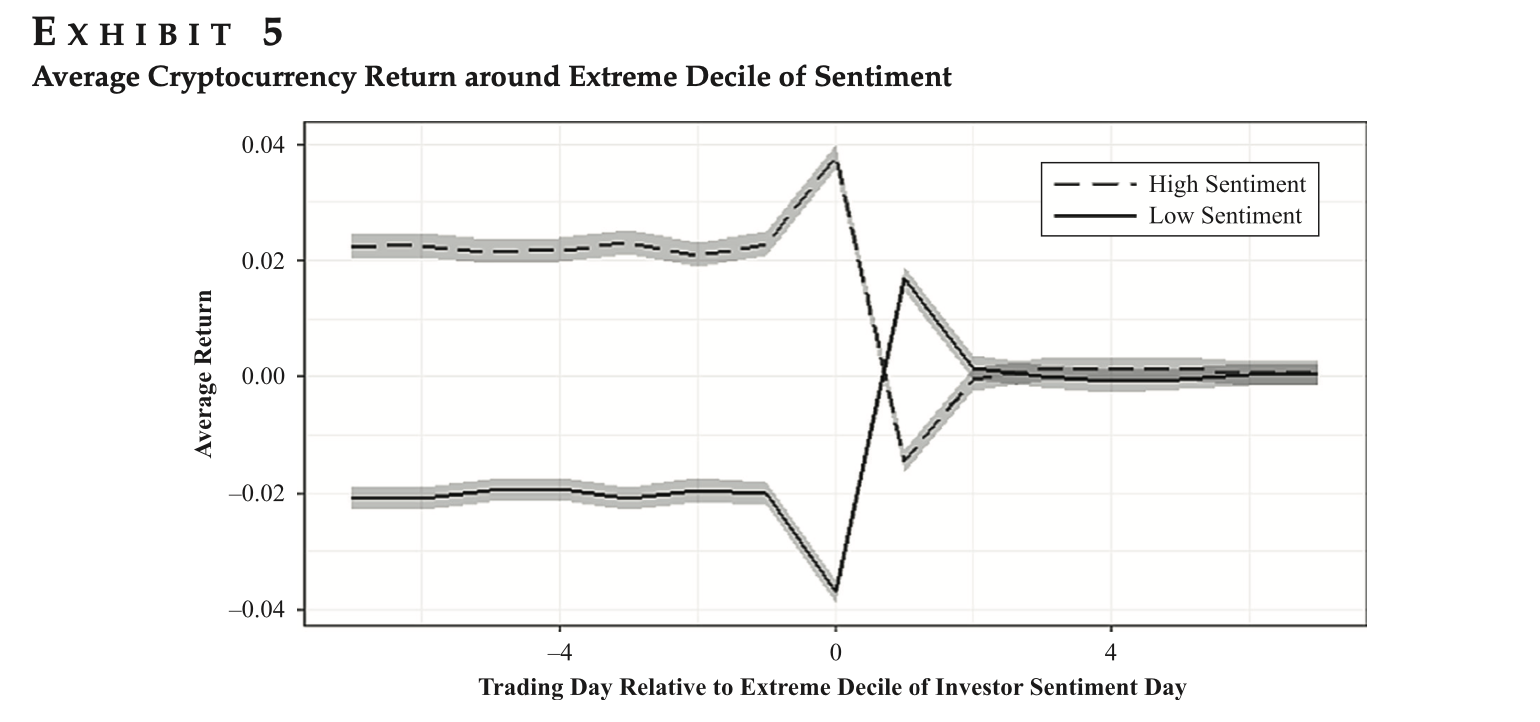 EXHIBIT 5
Average Cryptocurrency Return around Extreme Decile of Sentiment
0.04
0.02
0.00
–0.02
–0.04
Average Return
High Sentiment
Low Sentiment
–4
0
4
Trading Day Relative to Extreme Decile of Investor Sentiment Day